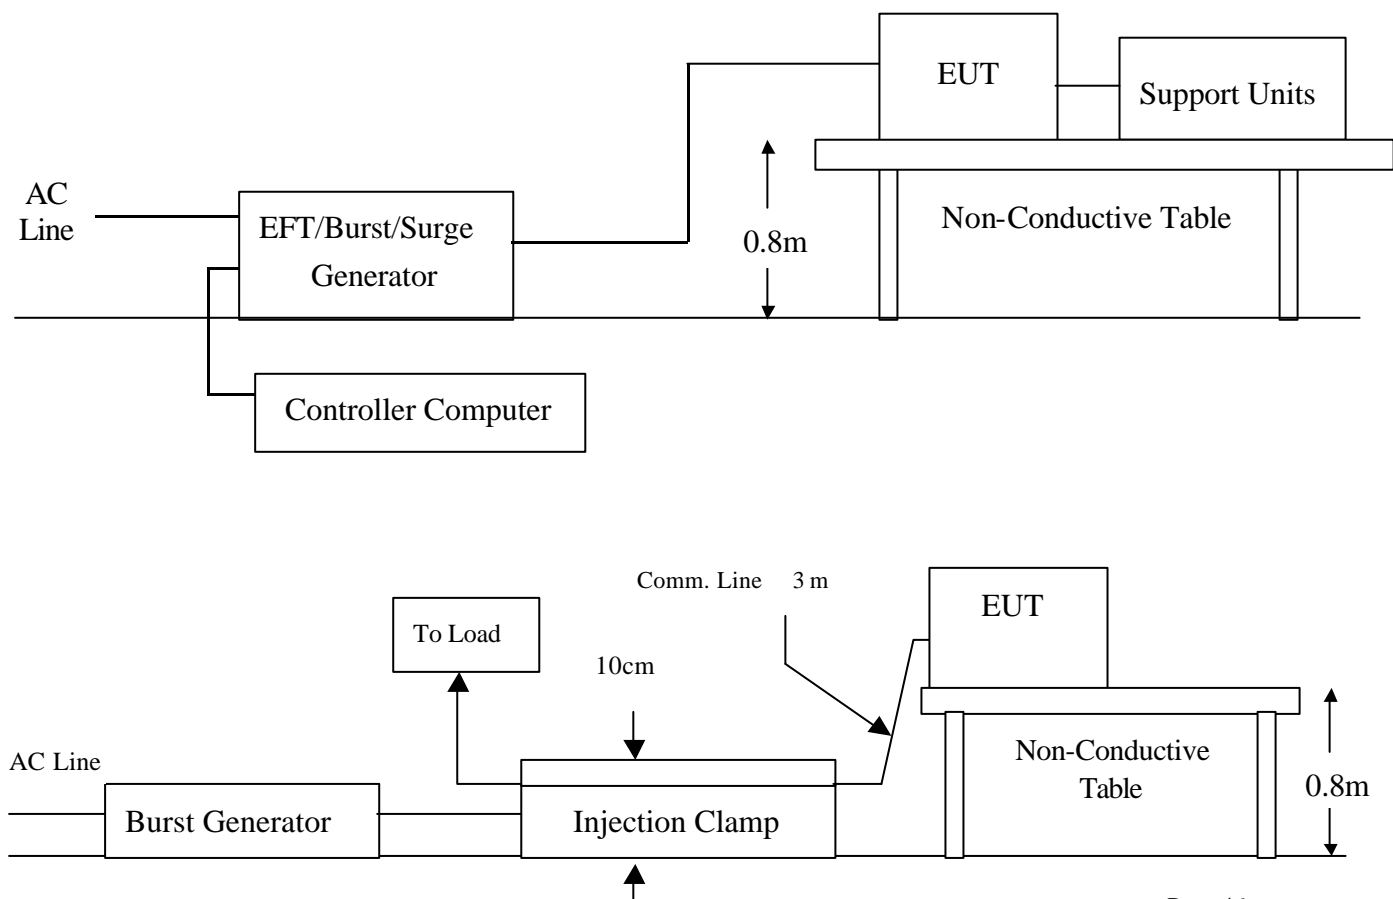 EUT
Support Units
AC
Line
EFT/Burst/Surge
Generator
0.8m
Non-Conductive Table
Controller Computer
Comm. Line 3 m
EUT
To Load
10cm
Non-Conductive
Table
0.8m
AC Line
Burst Generator
Injection Clamp